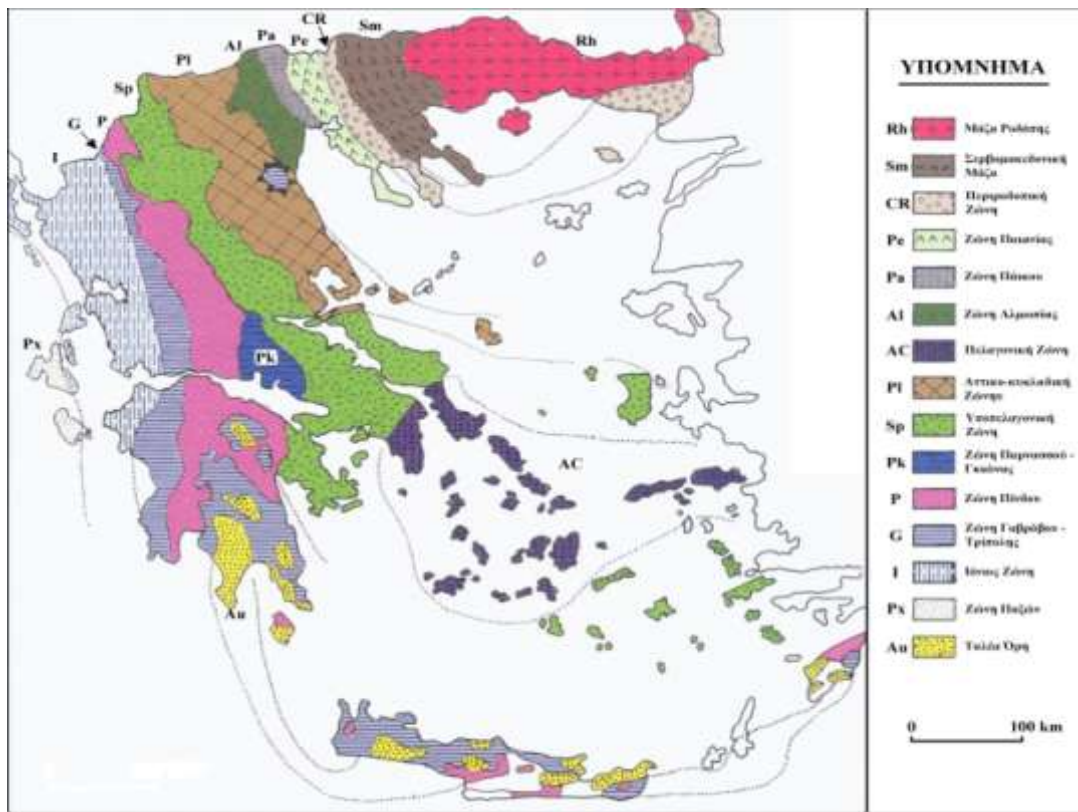 CR
Sm
Pa
Al
Pe
Rh
Pl
Sp
P
G
I
Px
Pk
AC
Au
ΥΠΟΜΝΗΜΑ
Rh Μάζα Ροδόπης
Sm Σερβομακεδονική
Μάζα
CR Περιροδοπική
Ζώνη
Pe Ζώνη Παιονίας
Pa Ζώνη Πάικου
Al Ζώνη Αλμωπίας
AC Πελαγονική Ζώνη
Pl Αττικο-κυκλαδική
Sp Υποπελαγονική
Ζώνη
Pk Ζώνη Παρνασσού -
Γκιώνας
P Ζώνη Πίνδου
G Ζώνη Γαβρόβου -
Τρίπολης
I Ιόνιος Ζώνη
Px Ζώνη Παξών
Au Ταλέα Όρη
0 100 km